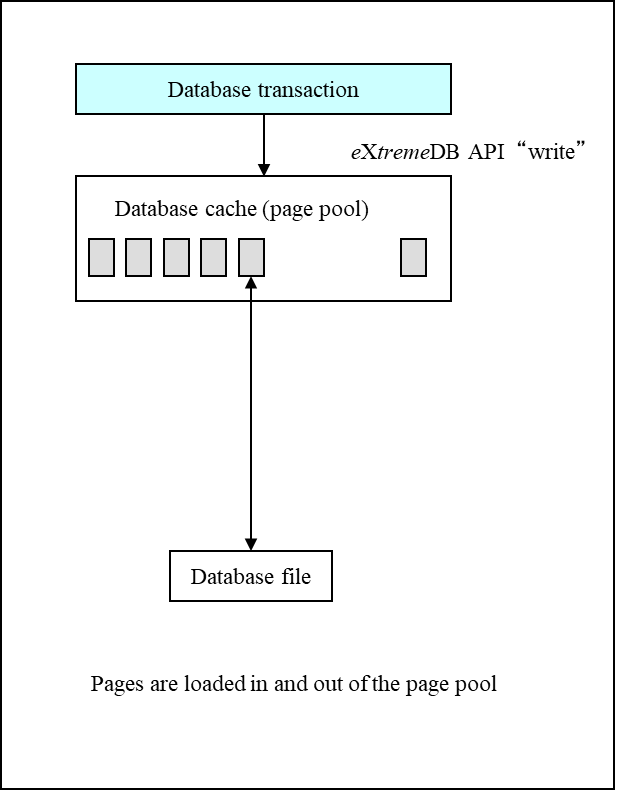 Database transaction
eXtremeDB API “write”
Database cache (page pool)
Database file
Pages are loaded in and out of the page pool